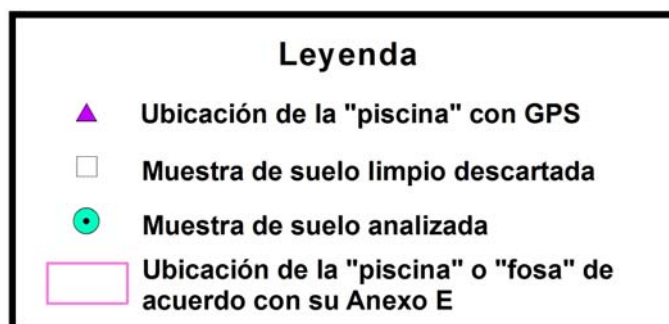 Leyenda
Ubicación de la "piscina" con GPS
Muestra de suelo limpio descartada
Muestra de suelo analizada
Ubicación de la "piscina" o "fosa" de
acuerdo con su Anexo E